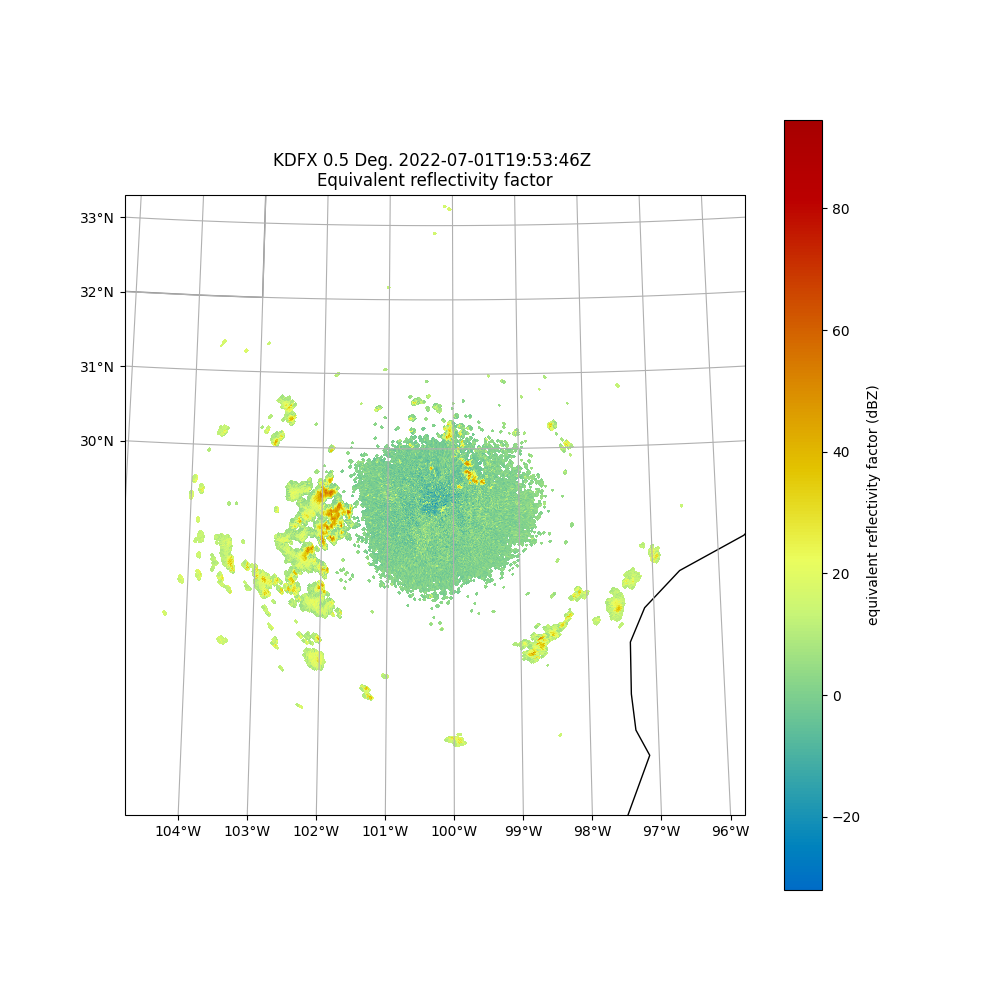 KDFX 0.5 Deg. 2022-07-01T19:53:46Z
Equivalent reflectivity factor
33°N
32°N
31°N
30°N
104°W 103°W 102°W 101°W 100°W 99°W 98°W 97°W 96°W
80
60
40
20
0
−20
equivalent reflectivity factor (dBZ)